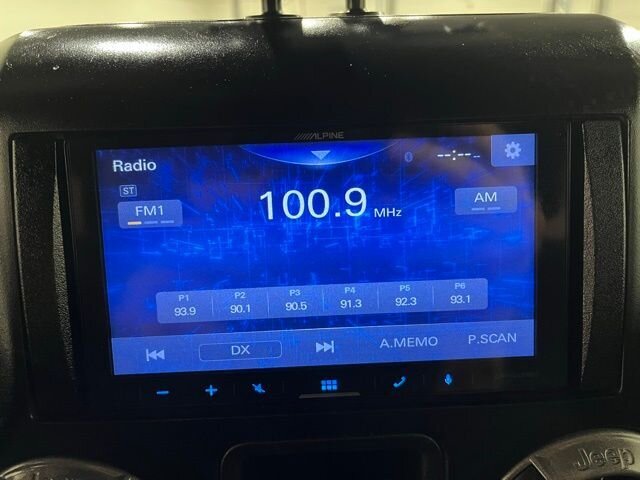 ALPINE
Radio
--:--
ST
FM1
100.9 MHz
AM
P1 P2 P3 P4 P5 P6
93.9 90.1 90.5 91.3 92.3 93.1
DX A.MEMO P.SCAN
Jeep